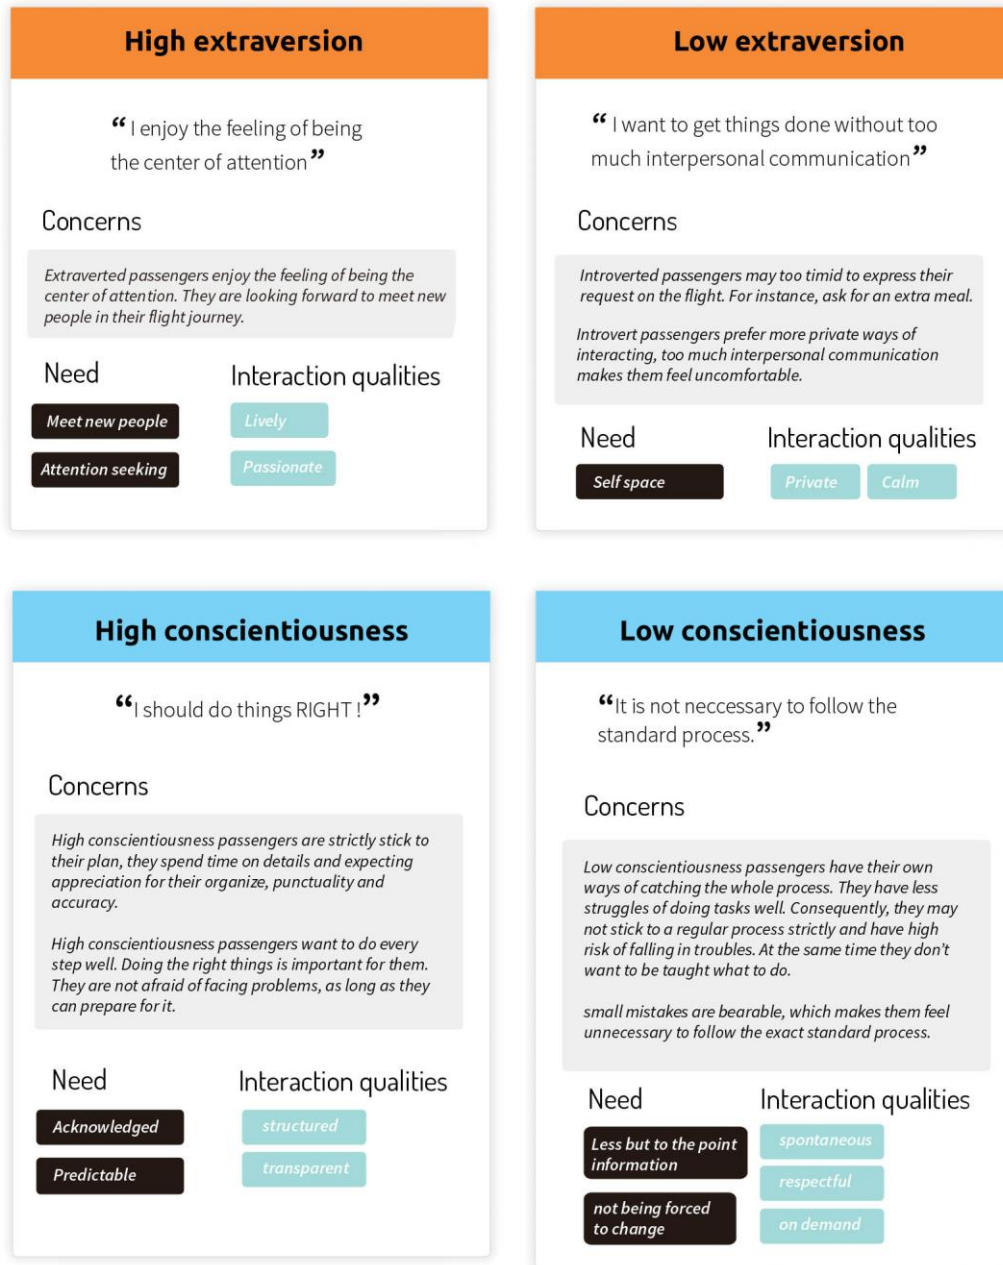 High extraversion
“ I enjoy the feeling of being
the center of attention ”
Concerns
Extraverted passengers enjoy the feeling of being the
center of attention. They are looking forward to meet new
people in their flight journey.
Need
Interaction qualities
Meet new people
Lively
Attention seeking
Passionate
Low extraversion
“ I want to get things done without too
much interpersonal communication ”
Concerns
Introverted passengers may too timid to express their
request on the flight. For instance, ask for an extra meal.
Introvert passengers prefer more private ways of
interacting, too much interpersonal communication
makes them feel uncomfortable.
Need
Interaction qualities
Self space
Private
Calm
High conscientiousness
“I should do things RIGHT !”
Concerns
High conscientiousness passengers are strictly stick to
their plan, they spend time on details and expecting
appreciation for their organize, punctuality and
accuracy.
High conscientiousness passengers want to do every
step well. Doing the right things is important for them.
They are not afraid of facing problems, as long as they
can prepare for it.
Need
Interaction qualities
Acknowledged
structured
Predictable
transparent
Low conscientiousness
“It is not neccessary to follow the
standard process.”
Concerns
Low conscientiousness passengers have their own
ways of catching the whole process. They have less
struggles of doing tasks well. Consequently, they may
not stick to a regular process strictly and have high
risk of falling in troubles. At the same time they don’t
want to be taught what to do.
small mistakes are bearable, which makes them feel
unnecessary to follow the exact standard process.
Need
Interaction qualities
Less but to the point
information
spontaneous
respectful
not being forced
to change
on demand